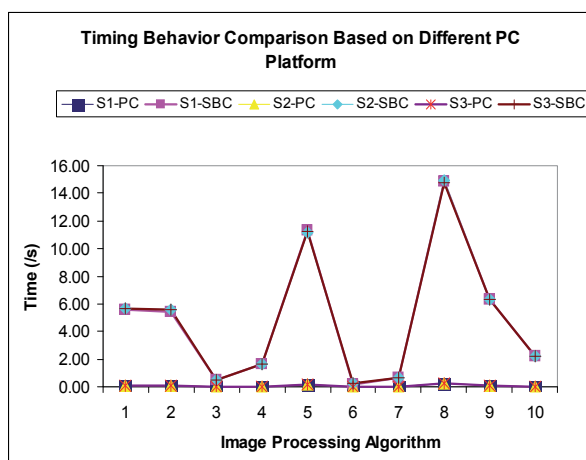 Timing Behavior Comparison Based on Different PC
Platform
S1-PC S1-SBC S2-PC S2-SBC S3-PC S3-SBC
16.00
14.00
12.00
10.00
8.00
6.00
4.00
2.00
0.00
Time (/s)
1 2 3 4 5 6 7 8 9 10
Image Processing Algorithm